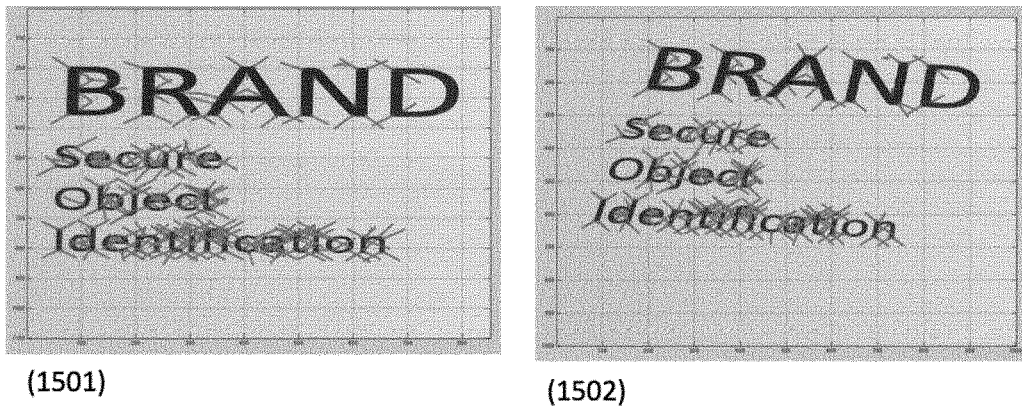 BRAND
Secure
Object
Identification
(1501)
BRAND
Secure
Object
Identification
(1502)